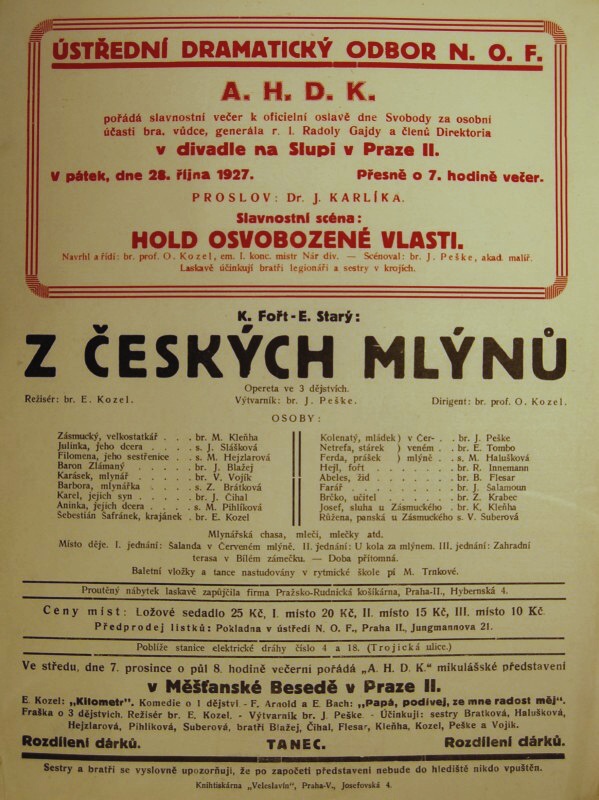 ÚSTŘEDNÍ DRAMATICKÝ ODBOR N. O. F.
A. H. D. K.
pořádá slavnostní večer k oficielní oslavě dne Svobody za osobní
účasti bra. vůdce, generála r. l. Radoly Gajdy a členů Direktoria
v divadle na Slupi v Praze II.
V pátek, dne 28. října 1927. Přesně o 7. hodině večer.
PROSLOV: Dr. J. KARLÍKA.
Slavnostní scéna:
HOLD OSVOBOZENÉ VLASTI.
Navrhl a řídí: br. prof. O. Kozel, em. I. konc. mistr Nár div. — Scénoval: br. J. Peške, akad. malíř.
Laskavě účinkují bratři legionáři a sestry v krojích.
K. Fořt - E. Starý:
Z ČESKÝCH MLÝNŮ
Opereta ve 3 dějstvích.
Režisér: br. E. Kozel. Výtvarník: br. J. Peške. Dirigent: br. prof. O. Kozel.
OSOBY:
Zásmucký, velkostatkář . . . br. M. Kleňha
Julinka, jeho dcera . . . . s. J. Slášková
Filomena, jeho sestřenice . . s. M. Hejzlarová
Baron Zlámaný . . . . br. J. Blažej
Karásek, mlynář . . . . br. V. Vojík
Barbora, mlynářka . . . s. Z. Brátková
Karel, jejich syn . . . . br. J. Číhal
Aninka, jejich dcera . . . s. M. Pihlíková
Šebestián Šafránek, krajánek . br. E. Kozel
Kolenatý, mládek ) v Čer- . . br. J. Peške
Netrefa, stárek ) veném . . br. E. Tombo
Ferda, prášek ) mlýně . . s. M. Halušková
Hejl, fořt . . . . . br. R. Innemann
Abeles, žid . . . . . br. B. Flesar
Farář . . . . . . br. J. Salamoun
Brčko, učitel . . . . br. Z. Krabec
Josef, sluha u Zásmuckého . br. K. Kleňha
Růžena, panská u Zásmuckého s. V. Suberová
Mlynářská chasa, mleči, mlečky atd.
Místo děje. I. jednání: Šalanda v Červeném mlýně. II. jednání: U kola za mlýnem. III. jednání: Zahradní
terasa v Bílém zámečku. — Doba přítomná.
Baletní vložky a tance nastudovány v rytmické škole pí M. Trnkové.
Proutěný nábytek laskavě zapůjčila firma Pražsko-Rudnická košíkárna, Praha-II., Hybernská 4.
Ceny míst: Ložové sedadlo 25 Kč, I. místo 20 Kč, II. místo 15 Kč, III. místo 10 Kč
Předprodej lístků: Pokladna v ústředí N. O. F., Praha II., Jungmannova 21.
Poblíže stanice elektrické dráhy číslo 4 a 18. (Trojická ulice.)
Ve středu, dne 7. prosince o půl 8. hodině večerní pořádá „A. H. D. K." mikulášské představení
v Měšťanské Besedě v Praze II.
E. Kozel: „Kilometr". Komedie o 1 dějství. - F. Arnold a E. Bach: „Papá, podívej, ze mne radost měj".
Fraška o 3 dějstvích. Režisér br. E. Kozel. - Výtvarník br. J. Peške. - Účinkují: sestry Bratková, Halušková,
Hejzlarová, Pihlíková, Suberová, bratři Blažej, Číhal, Flesar, Kleňha, Kozel, Peške a Vojík.
Rozdílení dárků. TANEC. Rozdílení dárků.
Sestry a bratři se výslovně upozorňují, že po započetí představení nebude do hlediště nikdo vpuštěn.
Knihtiskárna „Veleslavín", Praha-V., Josefovská 4.